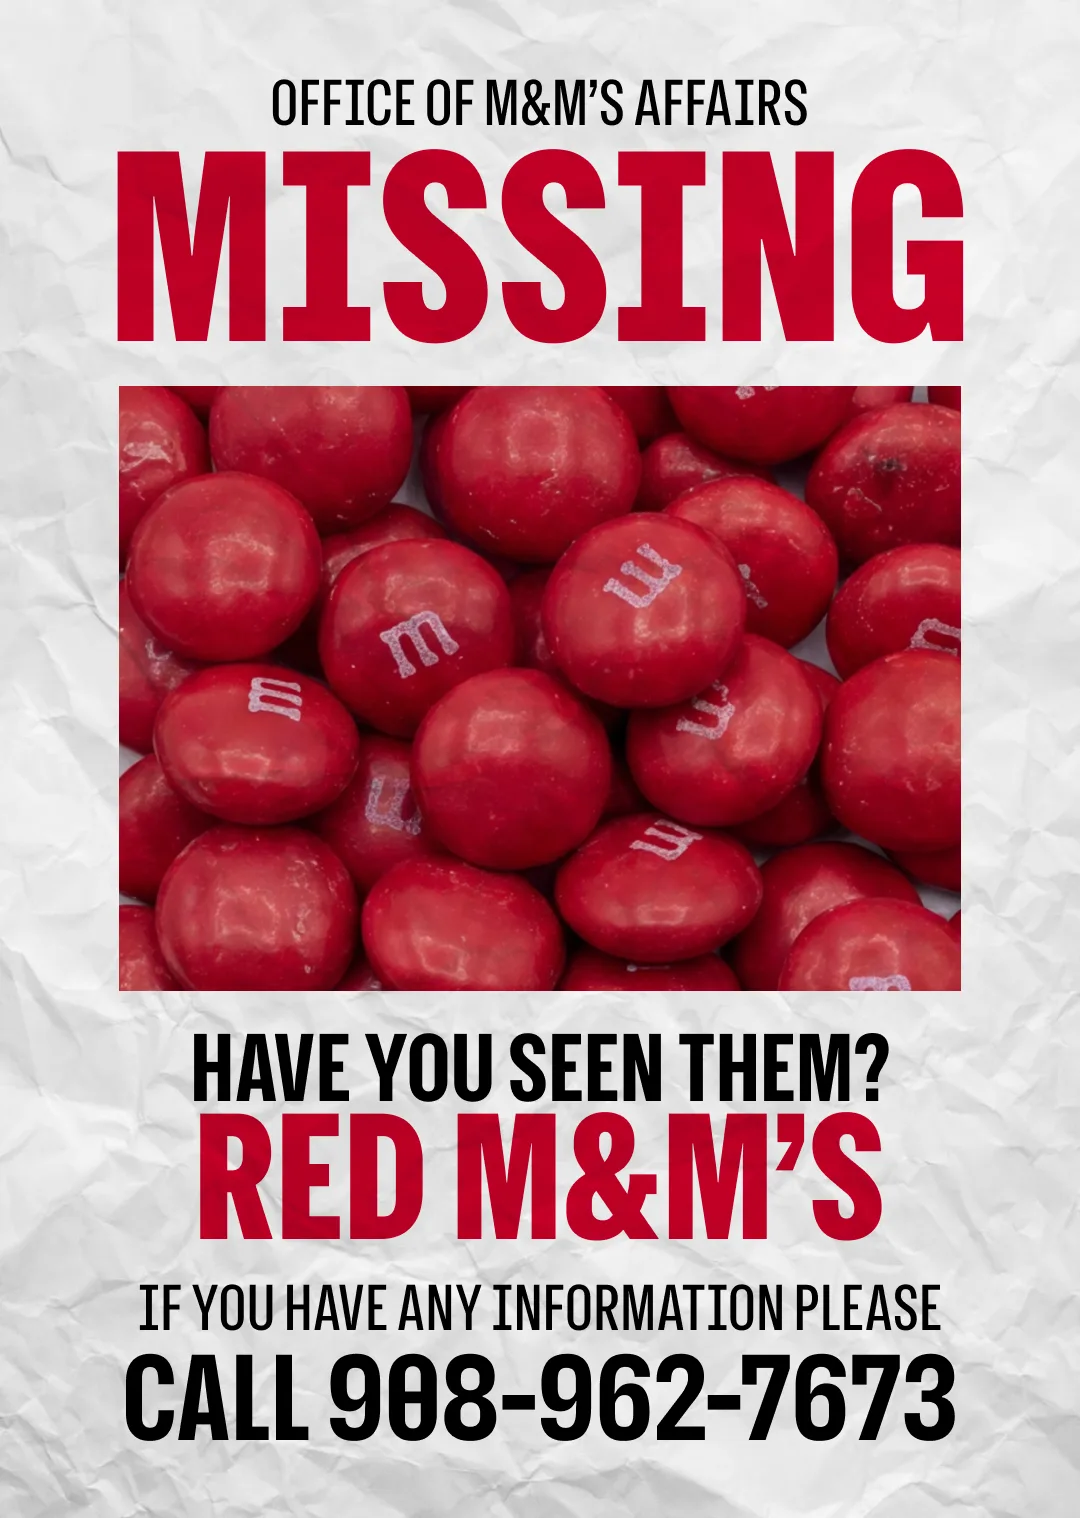 OFFICE OF M&M’S AFFAIRS
MISSING
m
m
m
m
m
m
HAVE YOU SEEN THEM?
RED M&M’S
IF YOU HAVE ANY INFORMATION PLEASE
CALL 908-962-7673